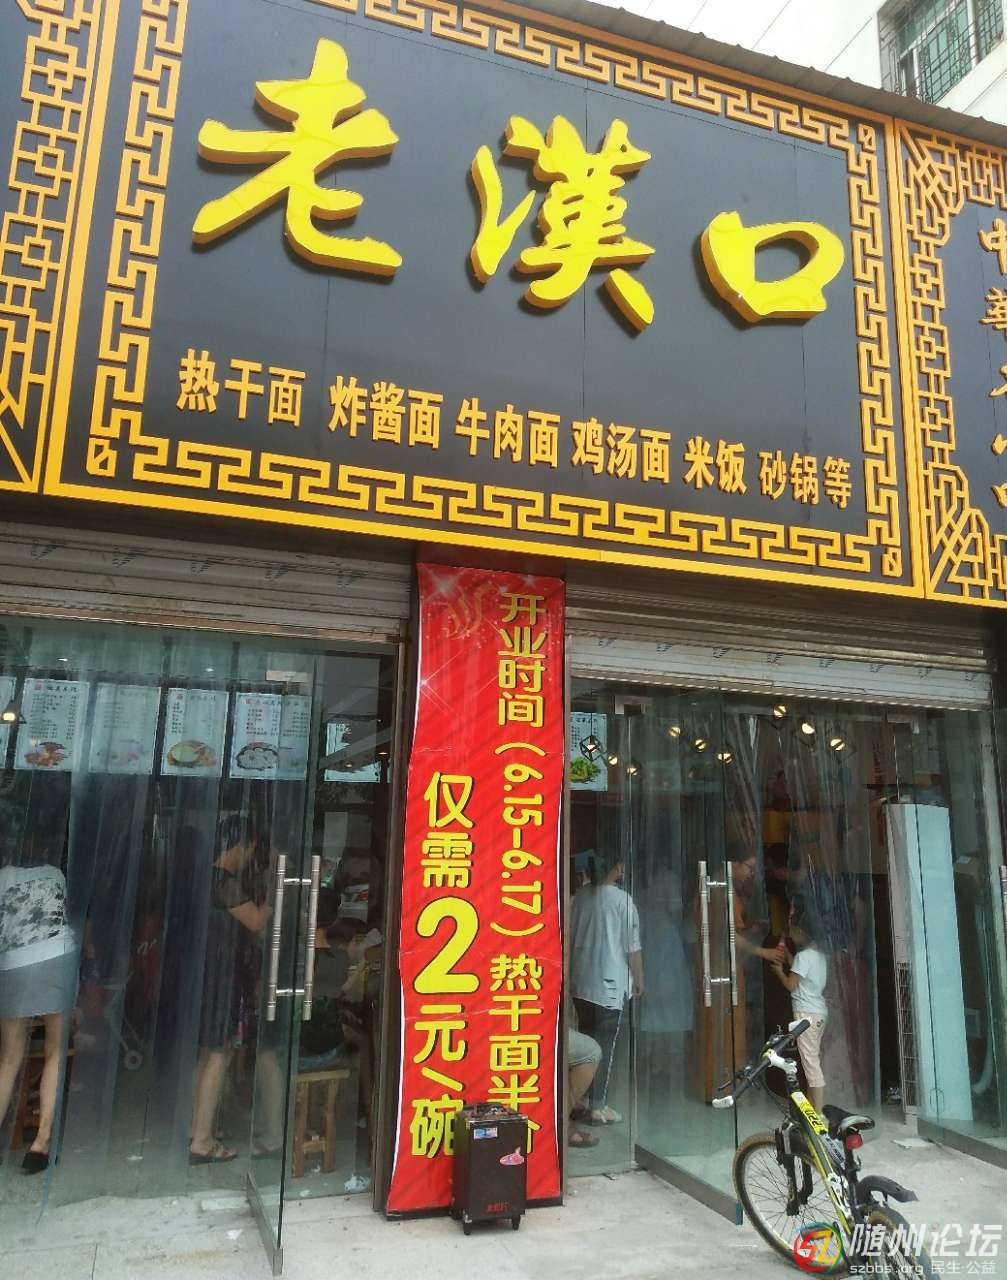 老漢口
热干面 炸酱面 牛肉面 鸡汤面 米饭 砂锅等
中華
开业时间（6.15-6.17）热干面半
仅需2元/碗
随州论坛
szbbs.org 民生·公益